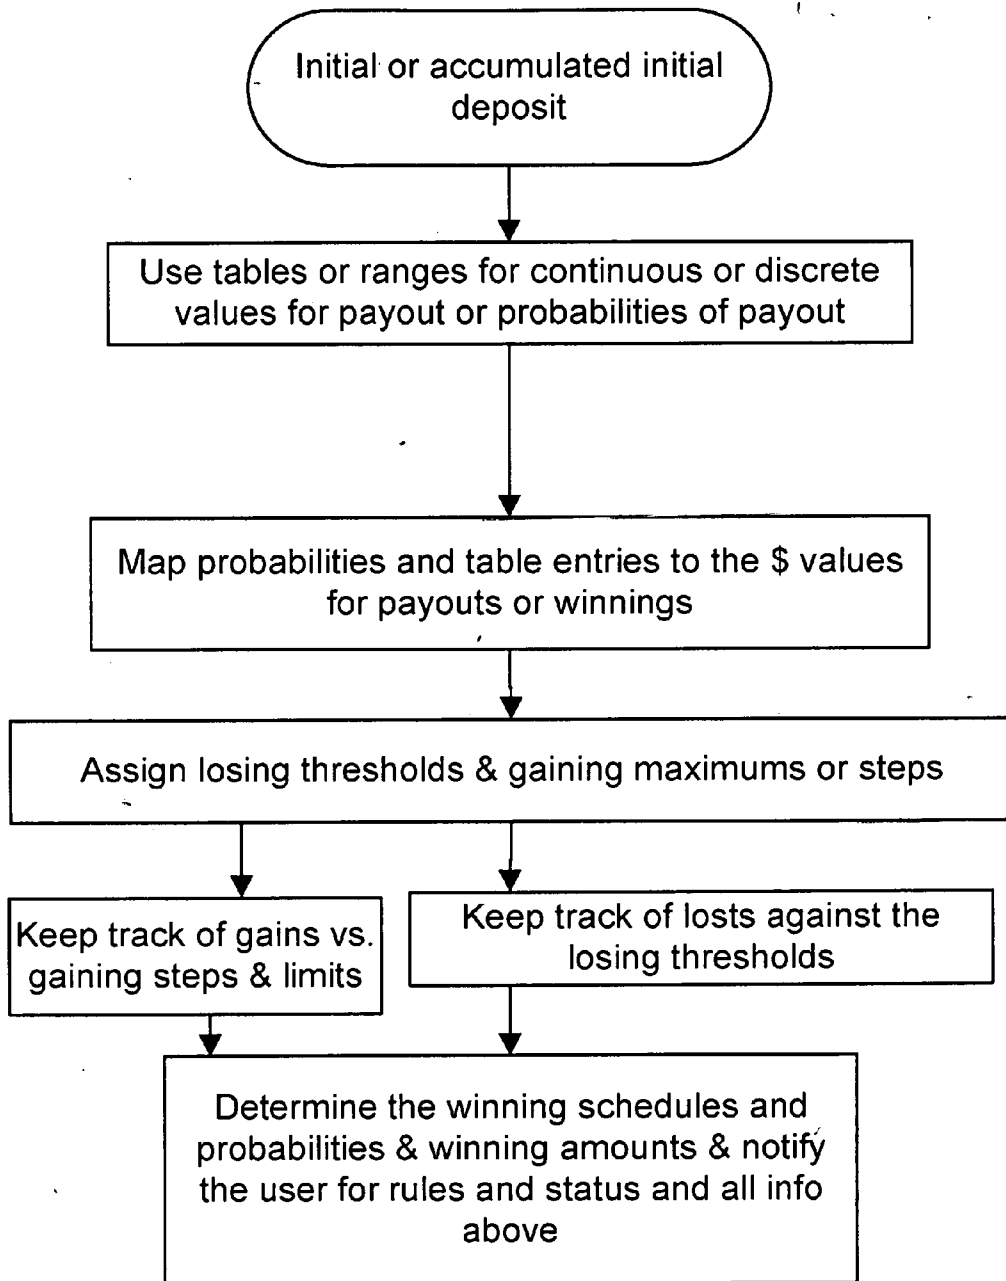 Initial or accumulated initial
deposit
Use tables or ranges for continuous or discrete
values for payout or probabilities of payout
Map probabilities and table entries to the $ values
for payouts or winnings
Assign losing thresholds & gaining maximums or steps
Keep track of gains vs.
gaining steps & limits
Keep track of losts against the
losing thresholds
Determine the winning schedules and
probabilities & winning amounts & notify
the user for rules and status and all info
above